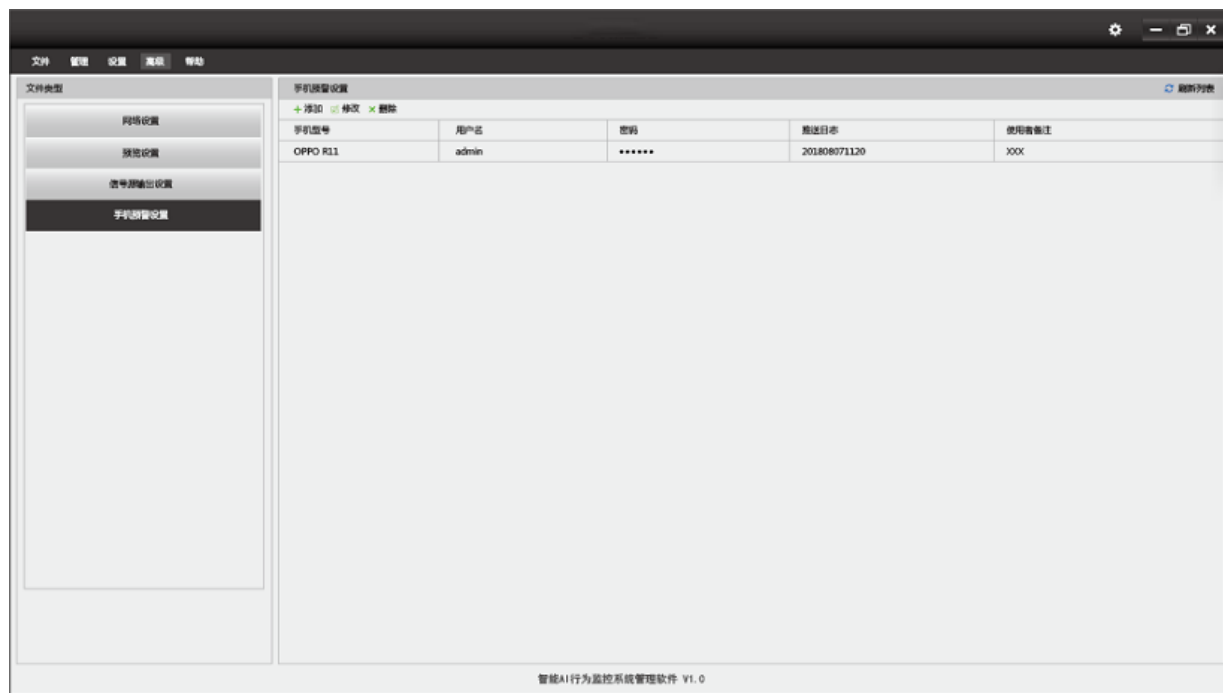 文件 管理 设置 高级 帮助
文件类型
网络设置
预览设置
信号源输出设置
手机预警设置
手机预警设置 刷新列表
添加 修改 删除
手机型号 用户名 密码 推送日志 使用者备注
OPPO R11 admin •••••• 201808071120 XXX
智能AI行为监控系统管理软件 V1.0